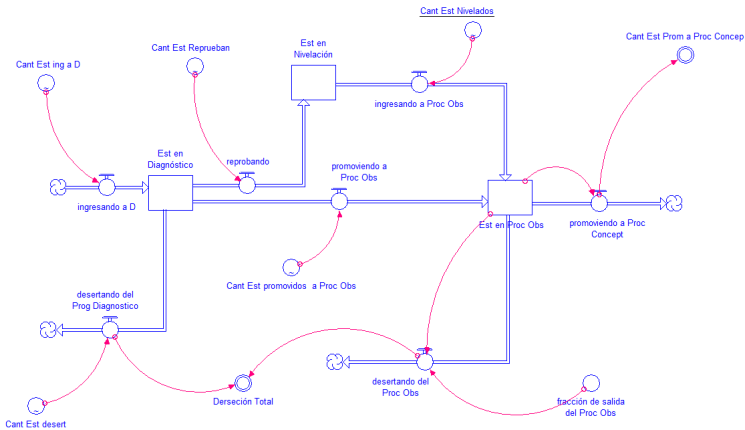 Cant Est Nivelados
Cant Est Reprueban
Est en
Nivelación
Cant Est Prom a Proc Concep
Cant Est ing a D
ingresando a Proc Obs
Est en
Diagnóstico
reprobando
promoviendo a
Proc Obs
ingresando a D
Est en Proc Obs
promoviendo a Proc
Concept
Cant Est promovidos a Proc Obs
desertando del
Prog Diagnostico
desertando del
Proc Obs
Derseción Total
fracción de salida
del Proc Obs
Cant Est desert